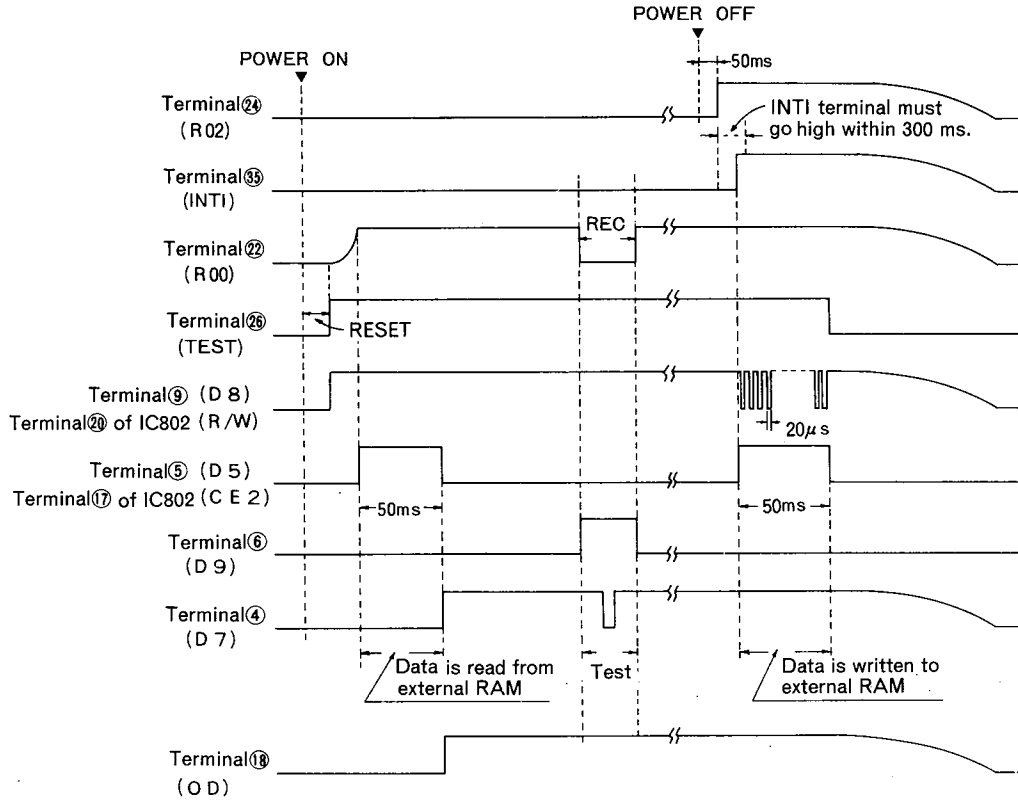 POWER OFF
POWER ON
50ms
Terminal㉔
(R02)
INTI terminal must
go high within 300 ms.
Terminal㉟
(INTI)
REC
Terminal㉒
(R00)
RESET
Terminal㉖
(TEST)
Terminal⑨ (D8)
Terminal⑳ of IC802 (R/W)
20μs
Terminal⑤ (D5)
Terminal⑰ of IC802 (CE2)
50ms
50ms
Terminal⑥
(D9)
Terminal④
(D7)
Data is read from
external RAM
Test
Data is written to
external RAM
Terminal⑱
(OD)